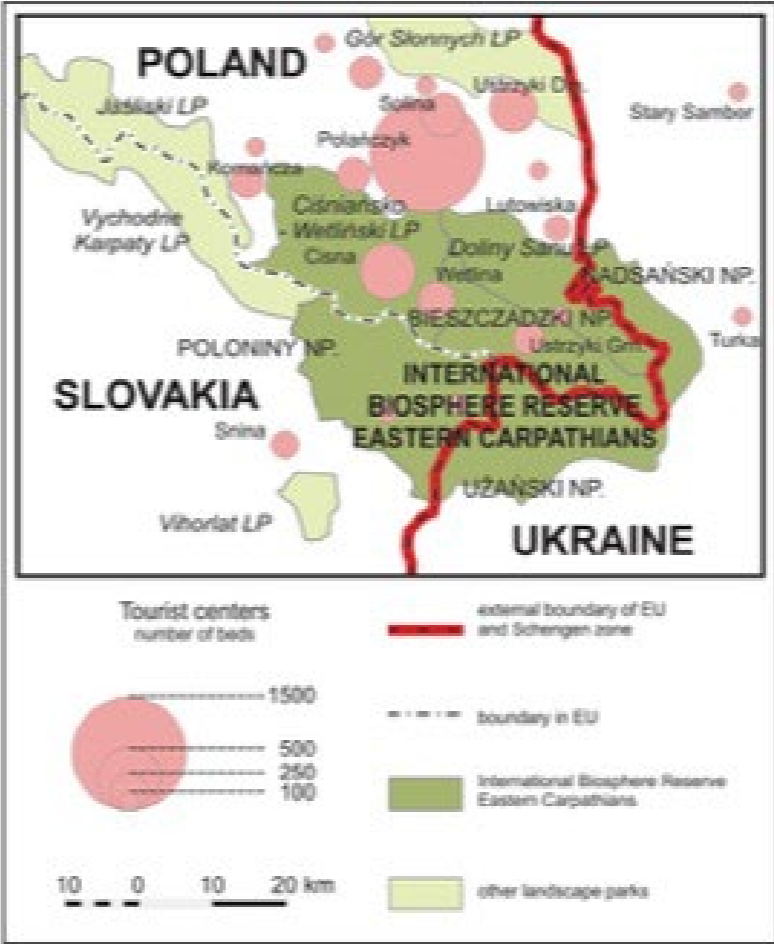 POLAND
Gór Słonnych LP
Ustrzyki D
Solina
Stary Sambor
Jaśliski LP
Polańczyk
Komańcza
Ciśniańsko
- Wetliński LP
Lutowiska
Vychodne
Karpaty LP
Doliny Sanu LP
Cisna
Wetlina
NADSAŃSKI NP.
BIESZCZADZKI NP.
Turka
POLONINY NP.
Ustrzyki Grn.
INTERNATIONAL
BIOSPHERE RESERVE
EASTERN CARPATHIANS
SLOVAKIA
Snina
UŻAŃSKI NP.
Vihorlat LP
UKRAINE
Tourist centers
number of beds
1500
500
250
100
external boundary of EU
and Schengen zone
boundary in EU
International Biosphere Reserve
Eastern Carpathians
other landscape parks
10 0 10 20 km